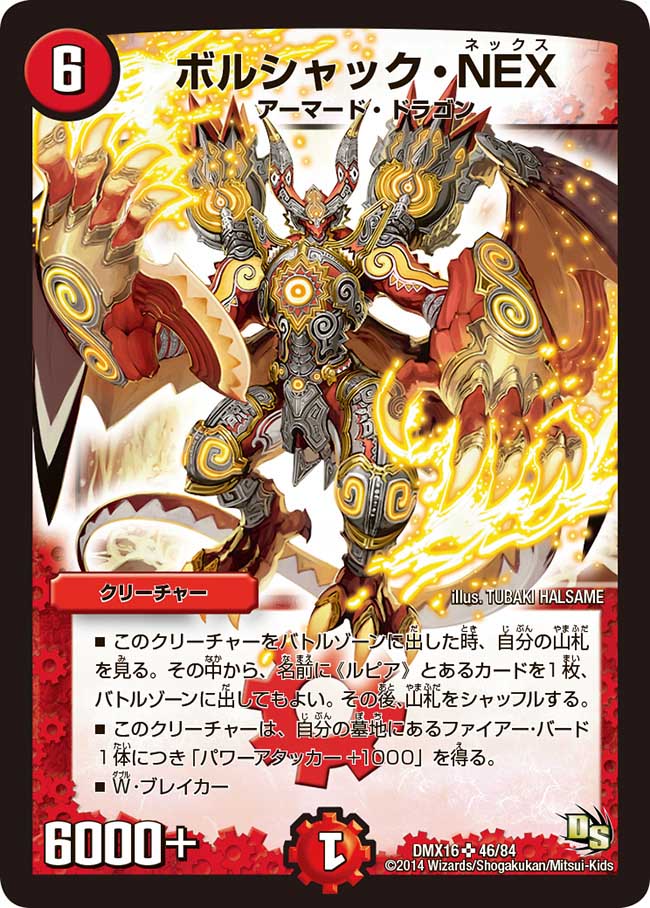 6
ボルシャック・NEX
ネックス
アーマード・ドラゴン
クリーチャー
illus. TUBAKI HALSAME
■ このクリーチャーをバトルゾーンに出した時、自分の山札
を見る。その中から、名前に《ルピア》とあるカードを1枚、
バトルゾーンに出してもよい。その後、山札をシャッフルする。
■ このクリーチャーは、自分の墓地にあるファイアー・バード
1体につき「パワーアタッカー+1000」を得る。
■ W・ブレイカー
6000+
1
DS
DMX16 46/84
©2014 Wizards/Shogakukan/Mitsui-Kids